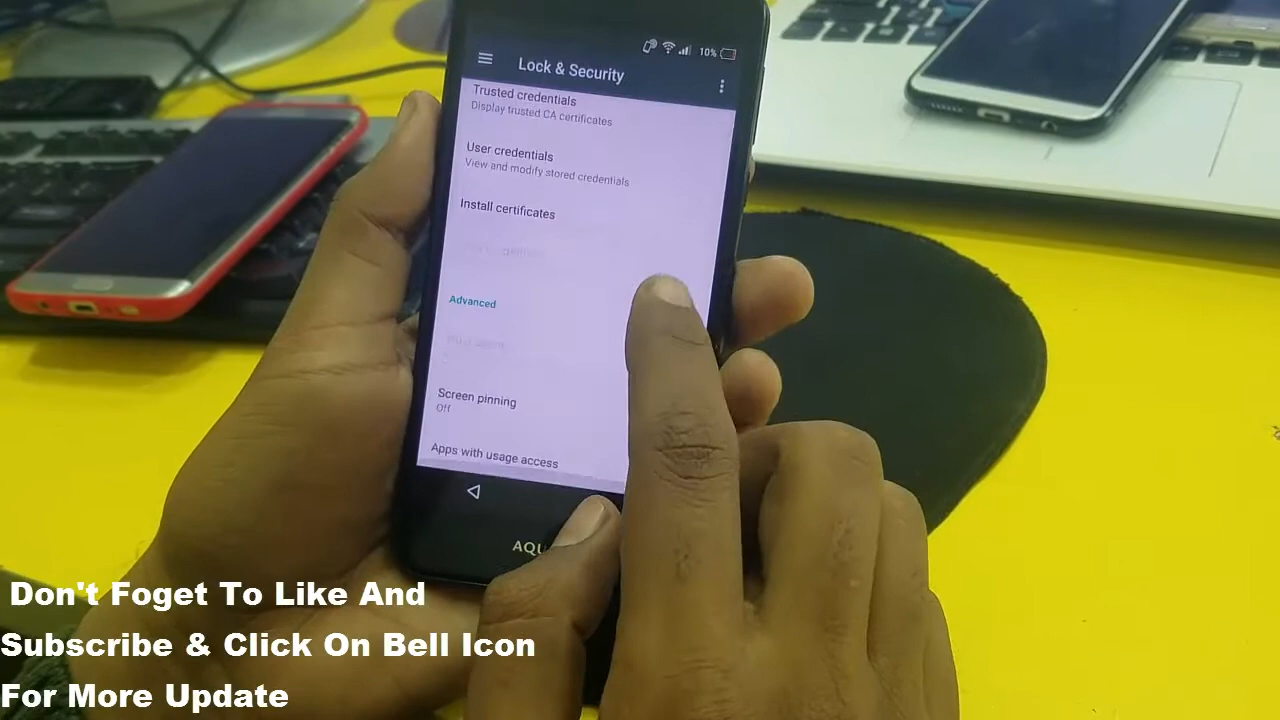 10%
Lock & Security
Trusted credentials
Display trusted CA certificates
User credentials
View and modify stored credentials
Install certificates
Advanced
Screen pinning
Off
Apps with usage access
AQU
Don't Foget To Like And
Subscribe & Click On Bell Icon
For More Update